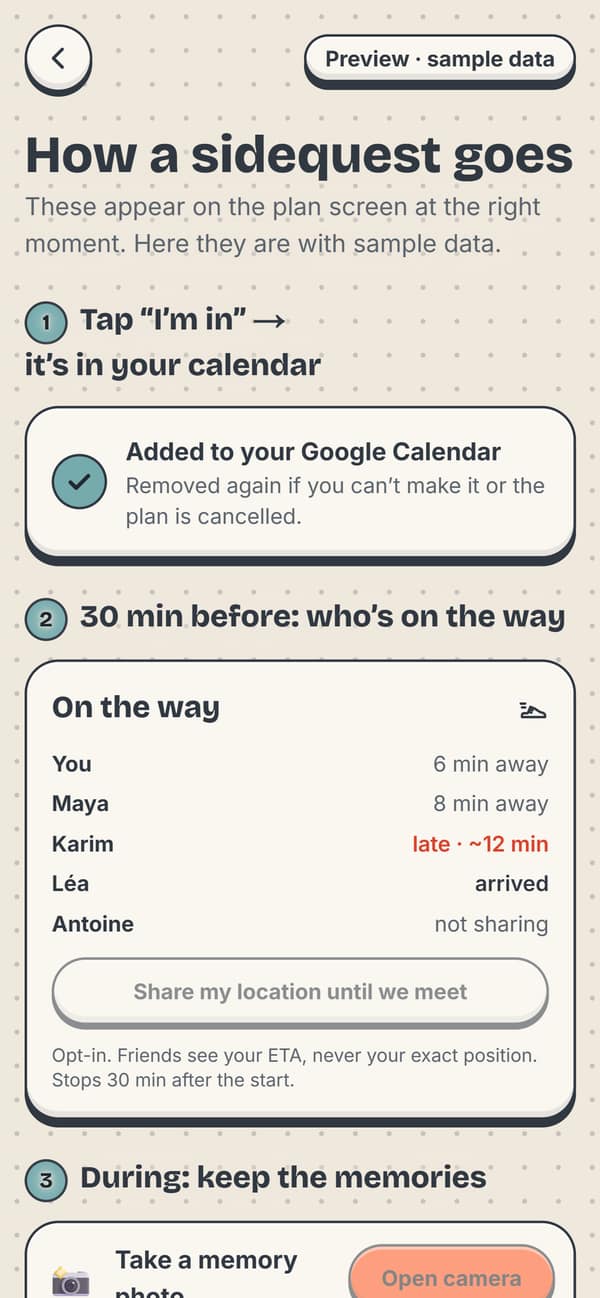 Preview · sample data
How a sidequest goes
These appear on the plan screen at the right
moment. Here they are with sample data.
1 Tap “I’m in” →
it’s in your calendar
Added to your Google Calendar
Removed again if you can’t make it or the
plan is cancelled.
2 30 min before: who’s on the way
On the way
You 6 min away
Maya 8 min away
Karim late · ~12 min
Léa arrived
Antoine not sharing
Share my location until we meet
Opt-in. Friends see your ETA, never your exact position.
Stops 30 min after the start.
3 During: keep the memories
Take a memory
photo
Open camera